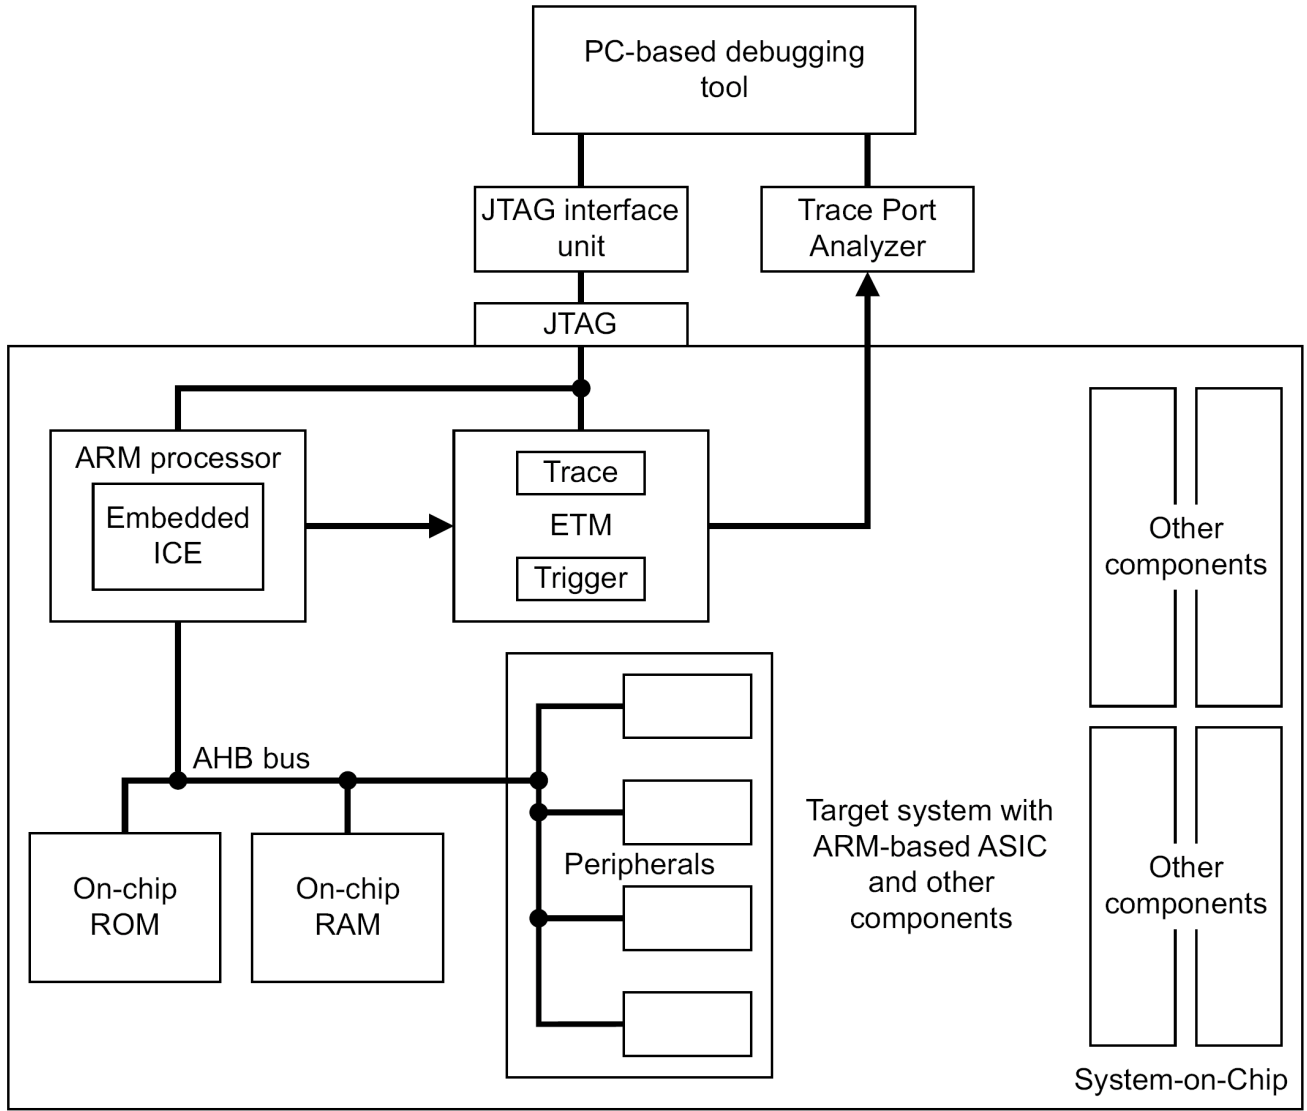 PC-based debugging
tool
JTAG interface
unit
Trace Port
Analyzer
JTAG
ARM processor
Embedded
ICE
Trace
ETM
Trigger
Other
components
AHB bus
On-chip
ROM
On-chip
RAM
Peripherals
Target system with
ARM-based ASIC
and other
components
Other
components
System-on-Chip